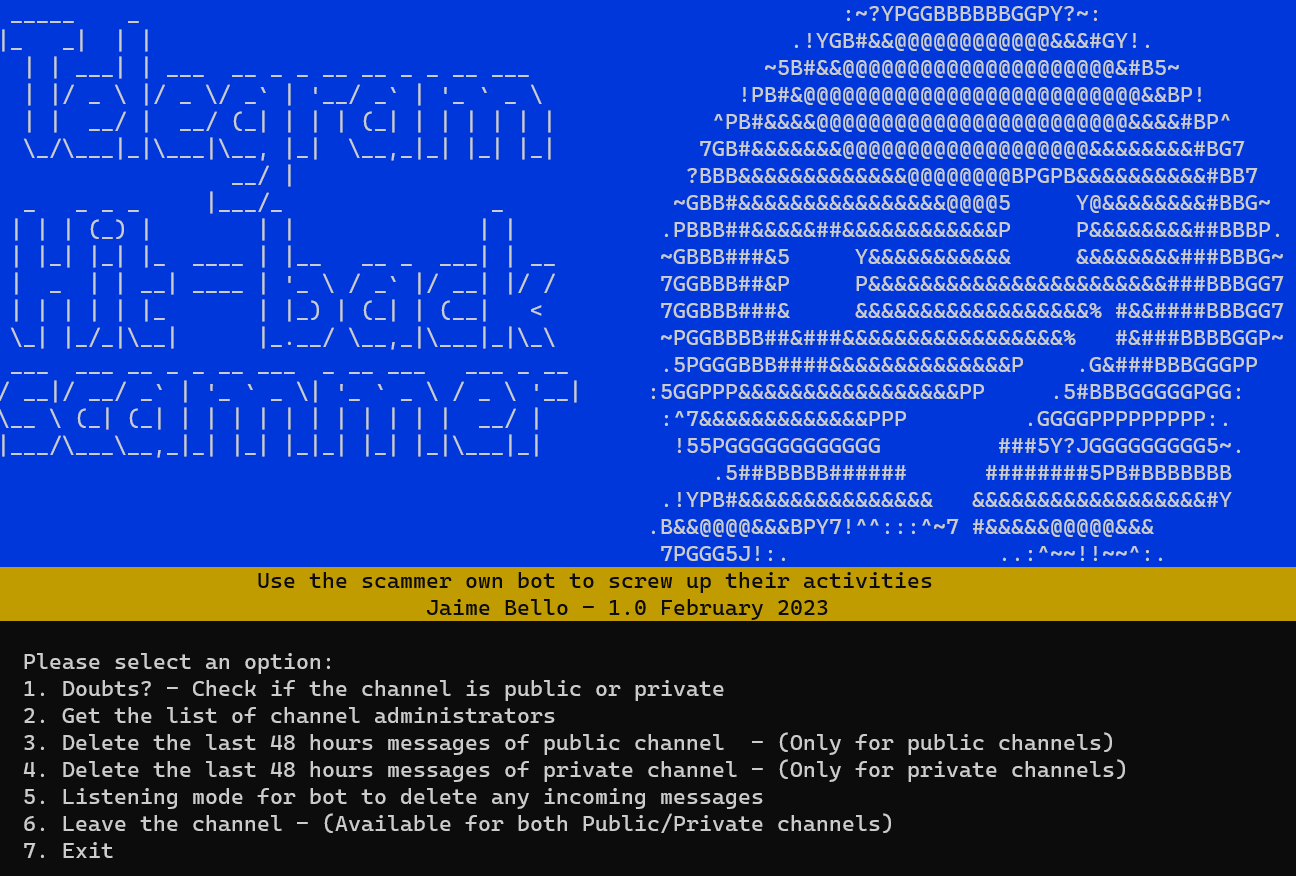 Telegram
Hit-back
scammer
Use the scammer own bot to screw up their activities
Jaime Bello - 1.0 February 2023
Please select an option:
1. Doubts? - Check if the channel is public or private
2. Get the list of channel administrators
3. Delete the last 48 hours messages of public channel  - (Only for public channels)
4. Delete the last 48 hours messages of private channel - (Only for private channels)
5. Listening mode for bot to delete any incoming messages
6. Leave the channel - (Available for both Public/Private channels)
7. Exit